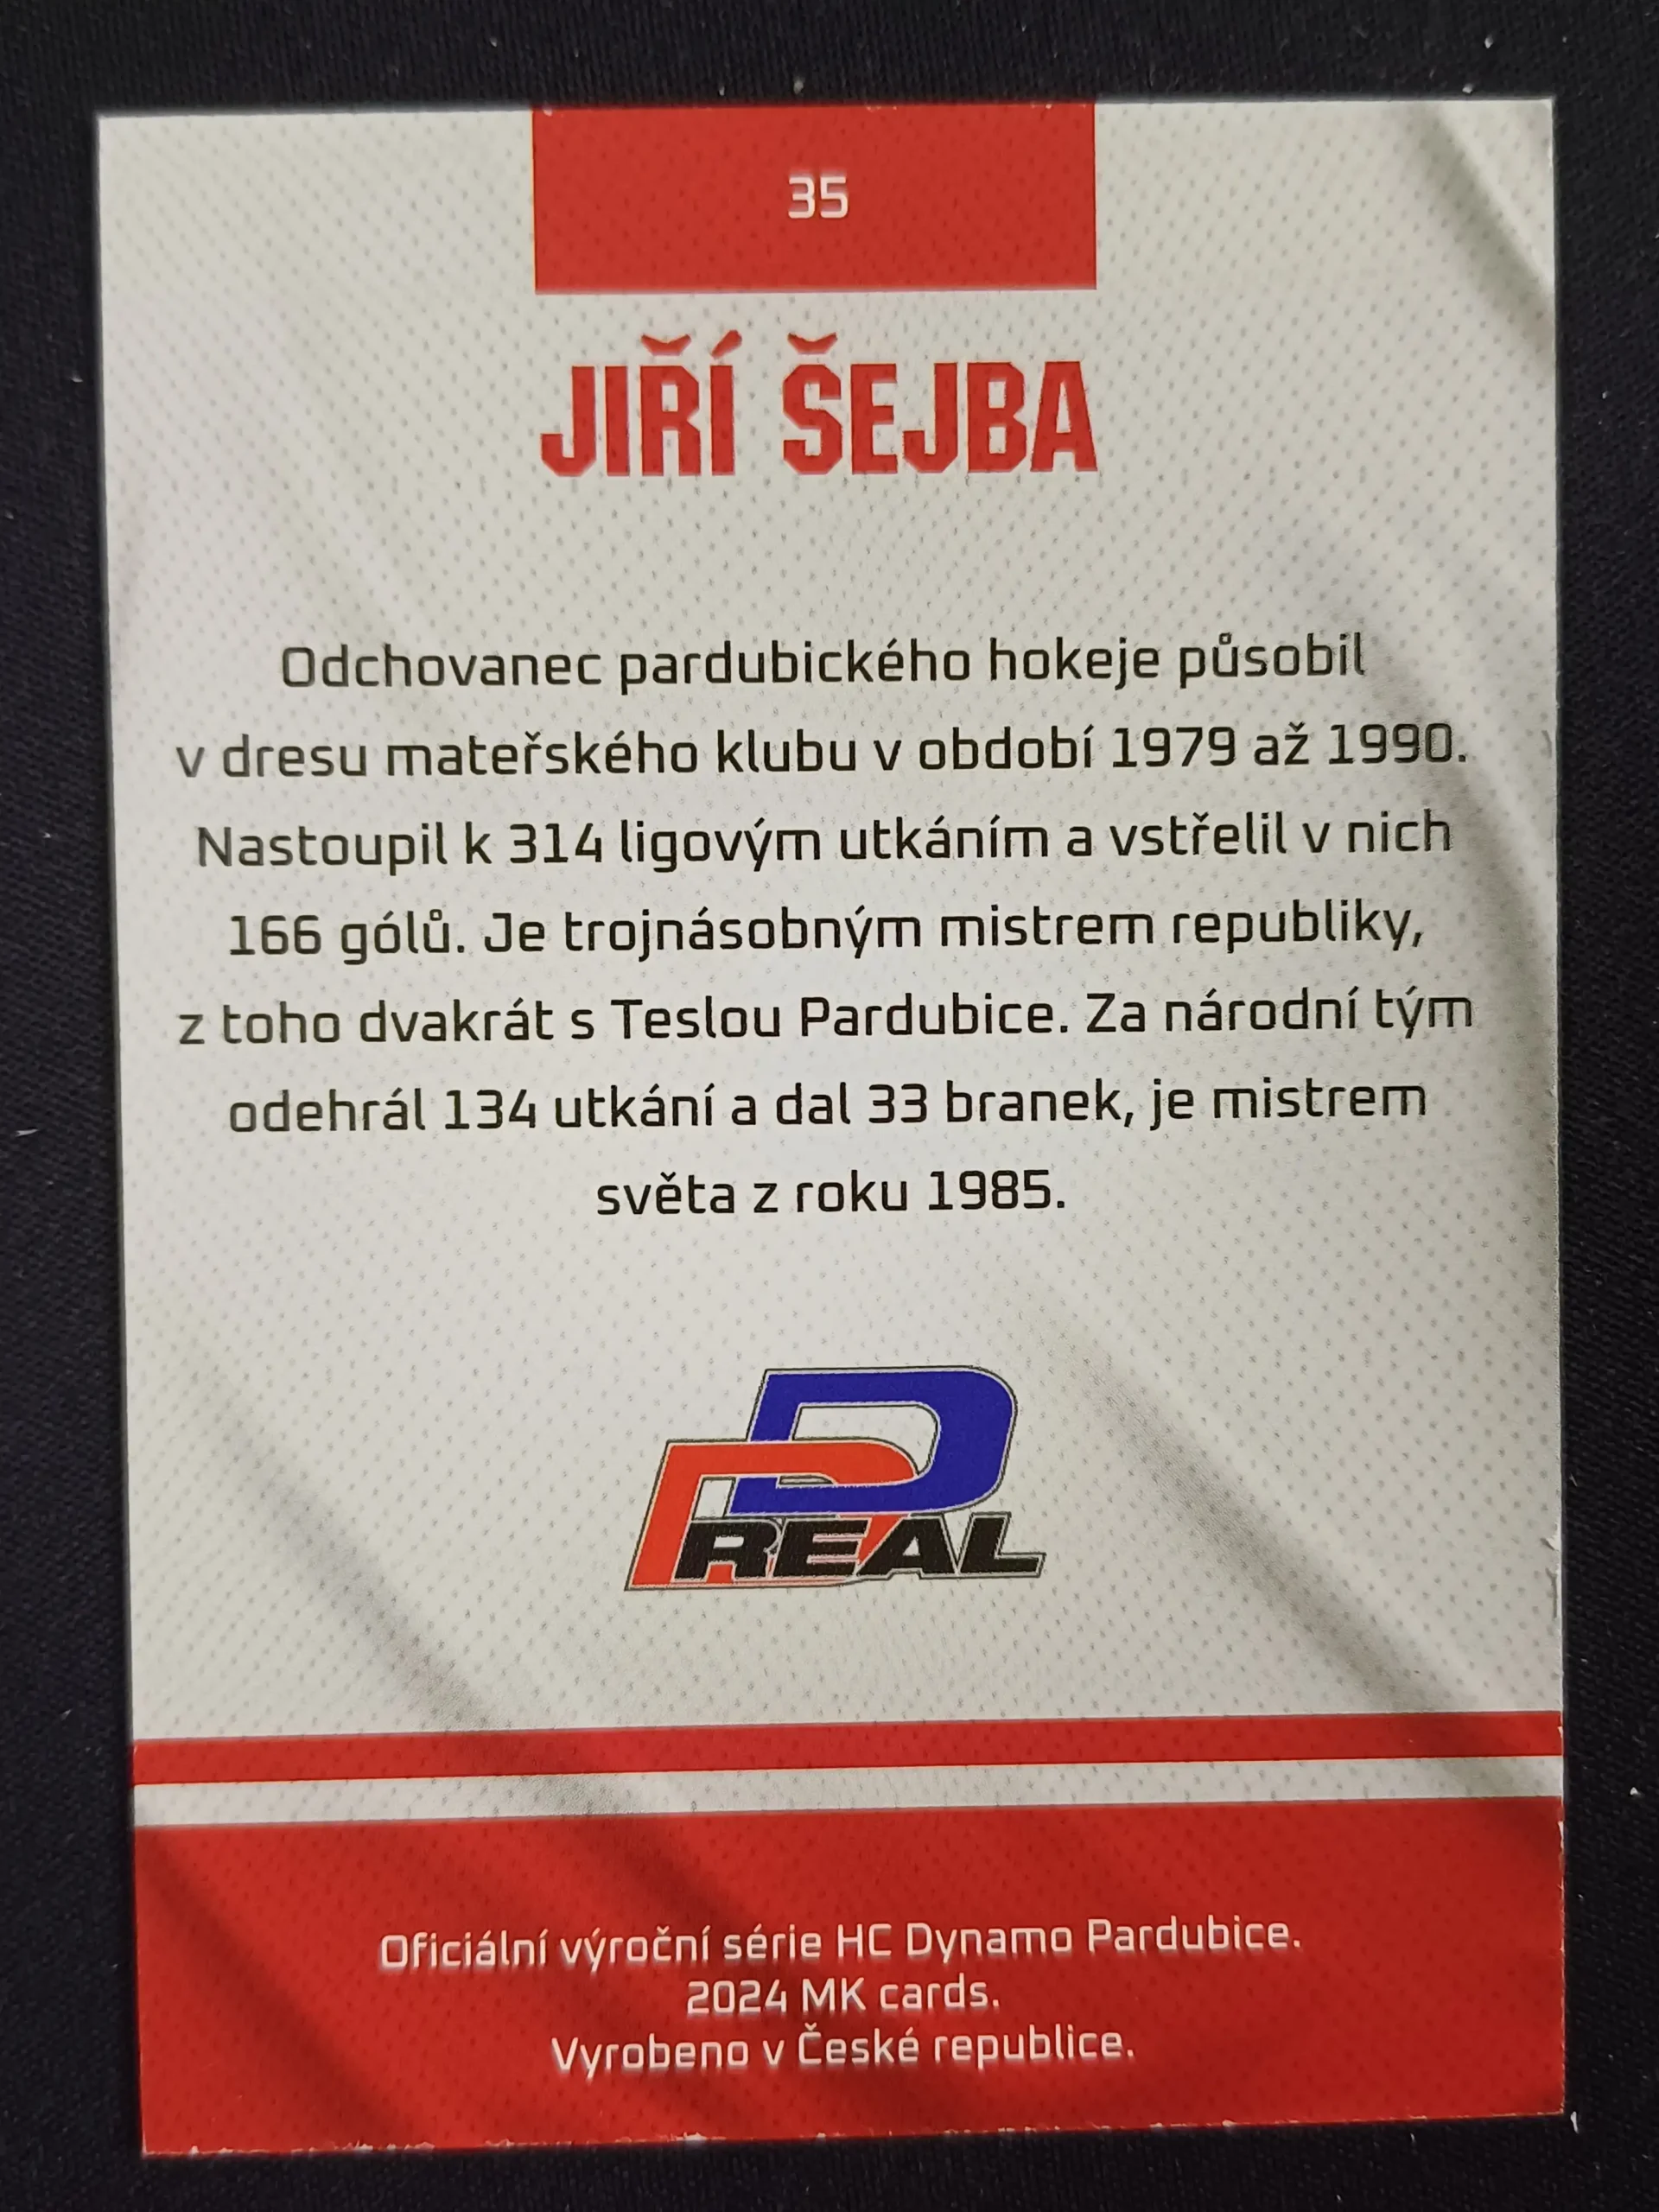 35
JIŘÍ ŠEJBA
Odchovanec pardubického hokeje působil
v dresu mateřského klubu v období 1979 až 1990.
Nastoupil k 314 ligovým utkáním a vstřelil v nich
166 gólů. Je trojnásobným mistrem republiky,
z toho dvakrát s Teslou Pardubice. Za národní tým
odehrál 134 utkání a dal 33 branek, je mistrem
světa z roku 1985.
REAL
Oficiální výroční série HC Dynamo Pardubice.
2024 MK cards.
Vyrobeno v České republice.